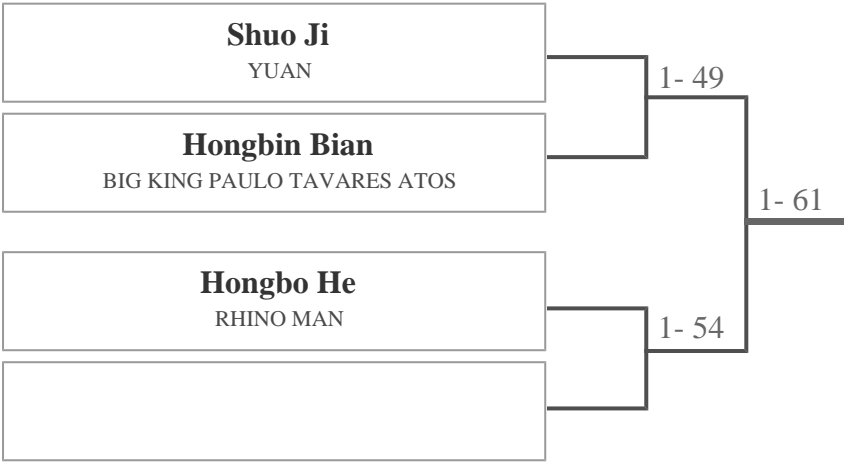 Shuo Ji
YUAN
1- 49
Hongbin Bian
BIG KING PAULO TAVARES ATOS
1- 61
Hongbo He
RHINO MAN
1- 54